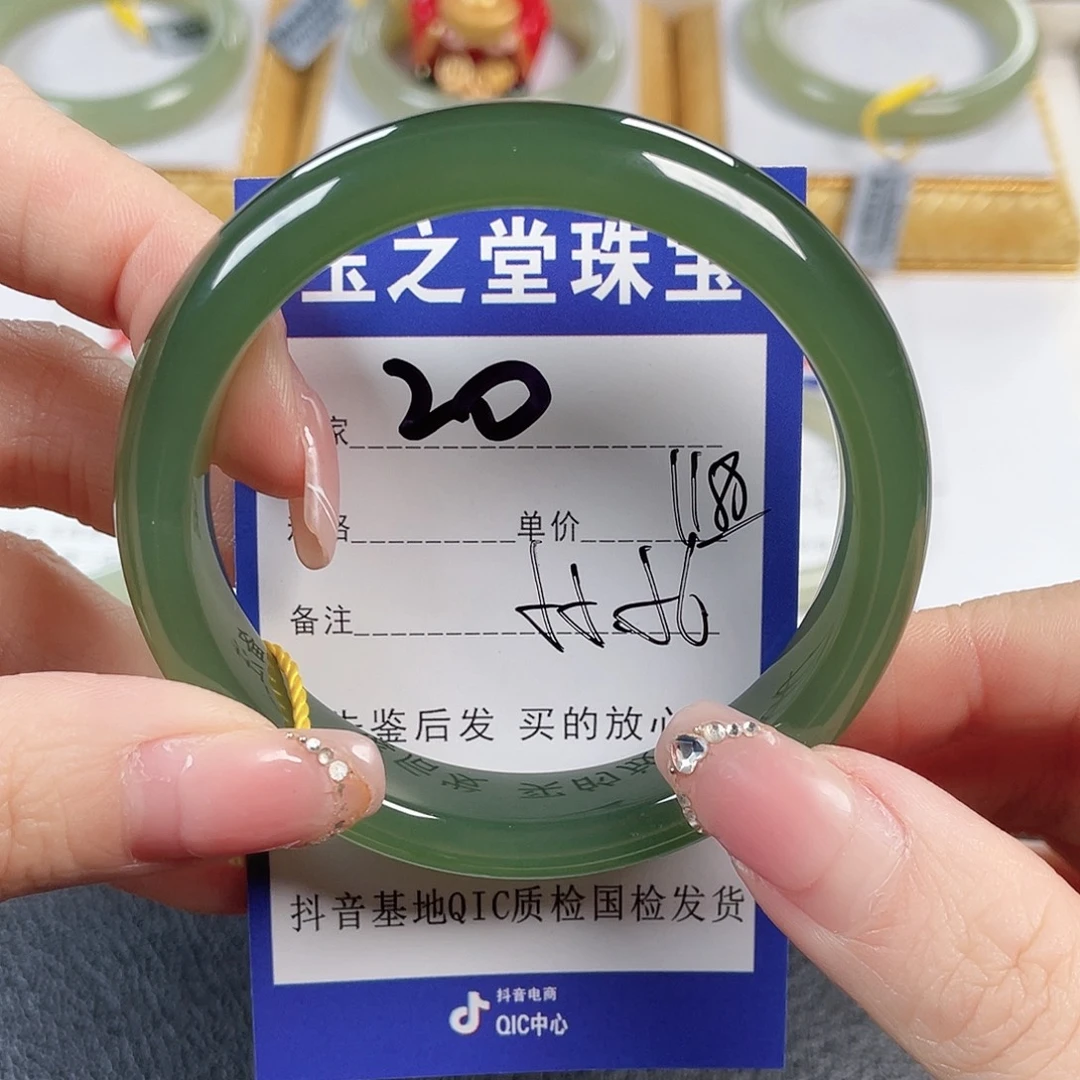 玉之堂珠宝
家 20
格 单价 1188
备注
先鉴后发 买的放心
抖音基地QIC质检国检发货
抖音电商
QIC中心